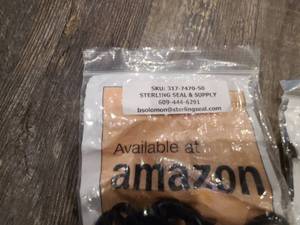 SKU: 317-7470-50
STERLING SEAL & SUPPLY
609-444-6291
bsolomon@sterlingseal.com
Available at
amazon